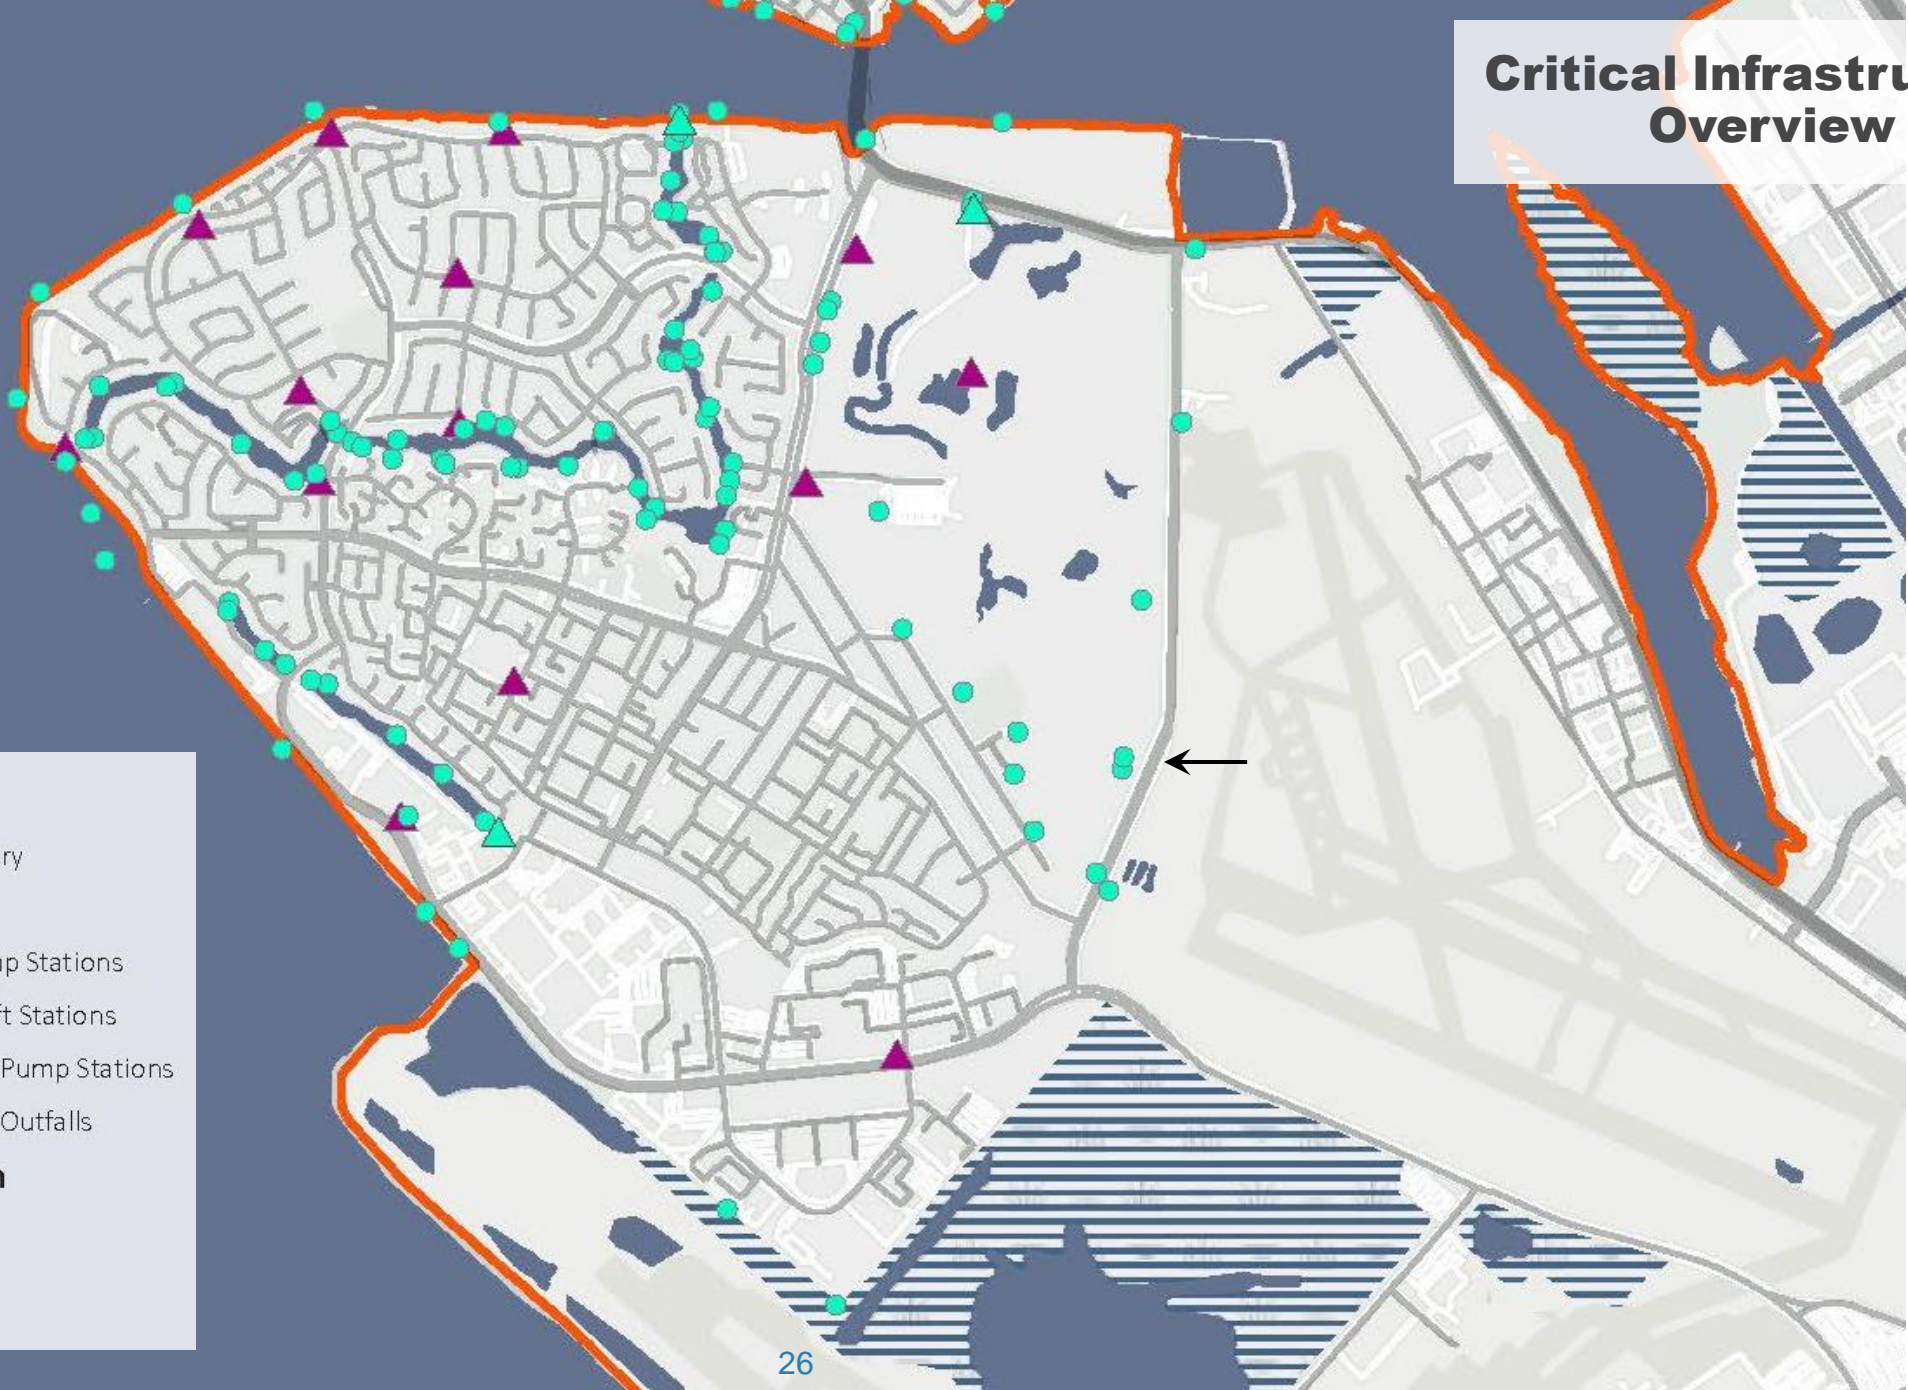 Critical Infrastru
Overview
ry
p Stations
t Stations
Pump Stations
Outfalls
26